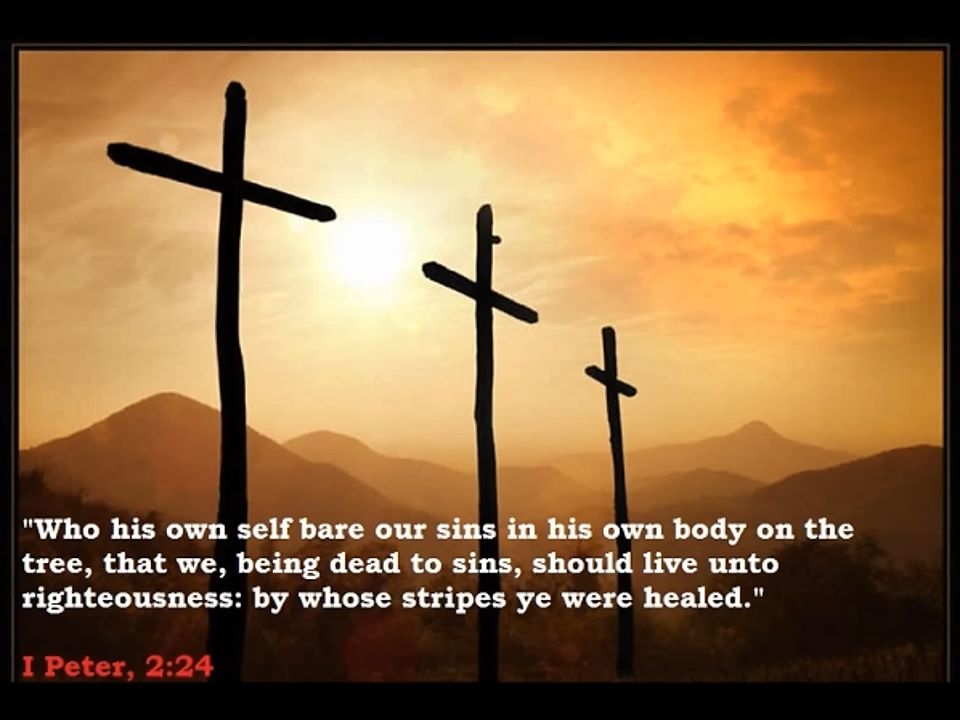 "Who his own self bare our sins in his own body on the
tree, that we, being dead to sins, should live unto
righteousness: by whose stripes ye were healed."
I Peter, 2:24